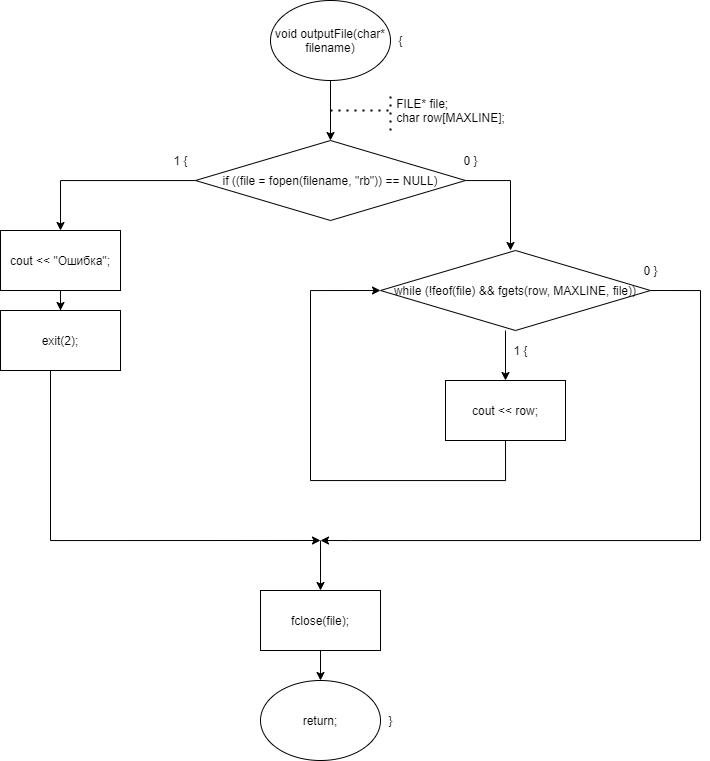 void outputFile(char*
filename)
{
FILE* file;
char row[MAXLINE];
1 {
0 }
if ((file = fopen(filename, "rb")) == NULL)
cout << "Ошибка";
exit(2);
0 }
while (!feof(file) && fgets(row, MAXLINE, file))
1 {
cout << row;
fclose(file);
return;
}